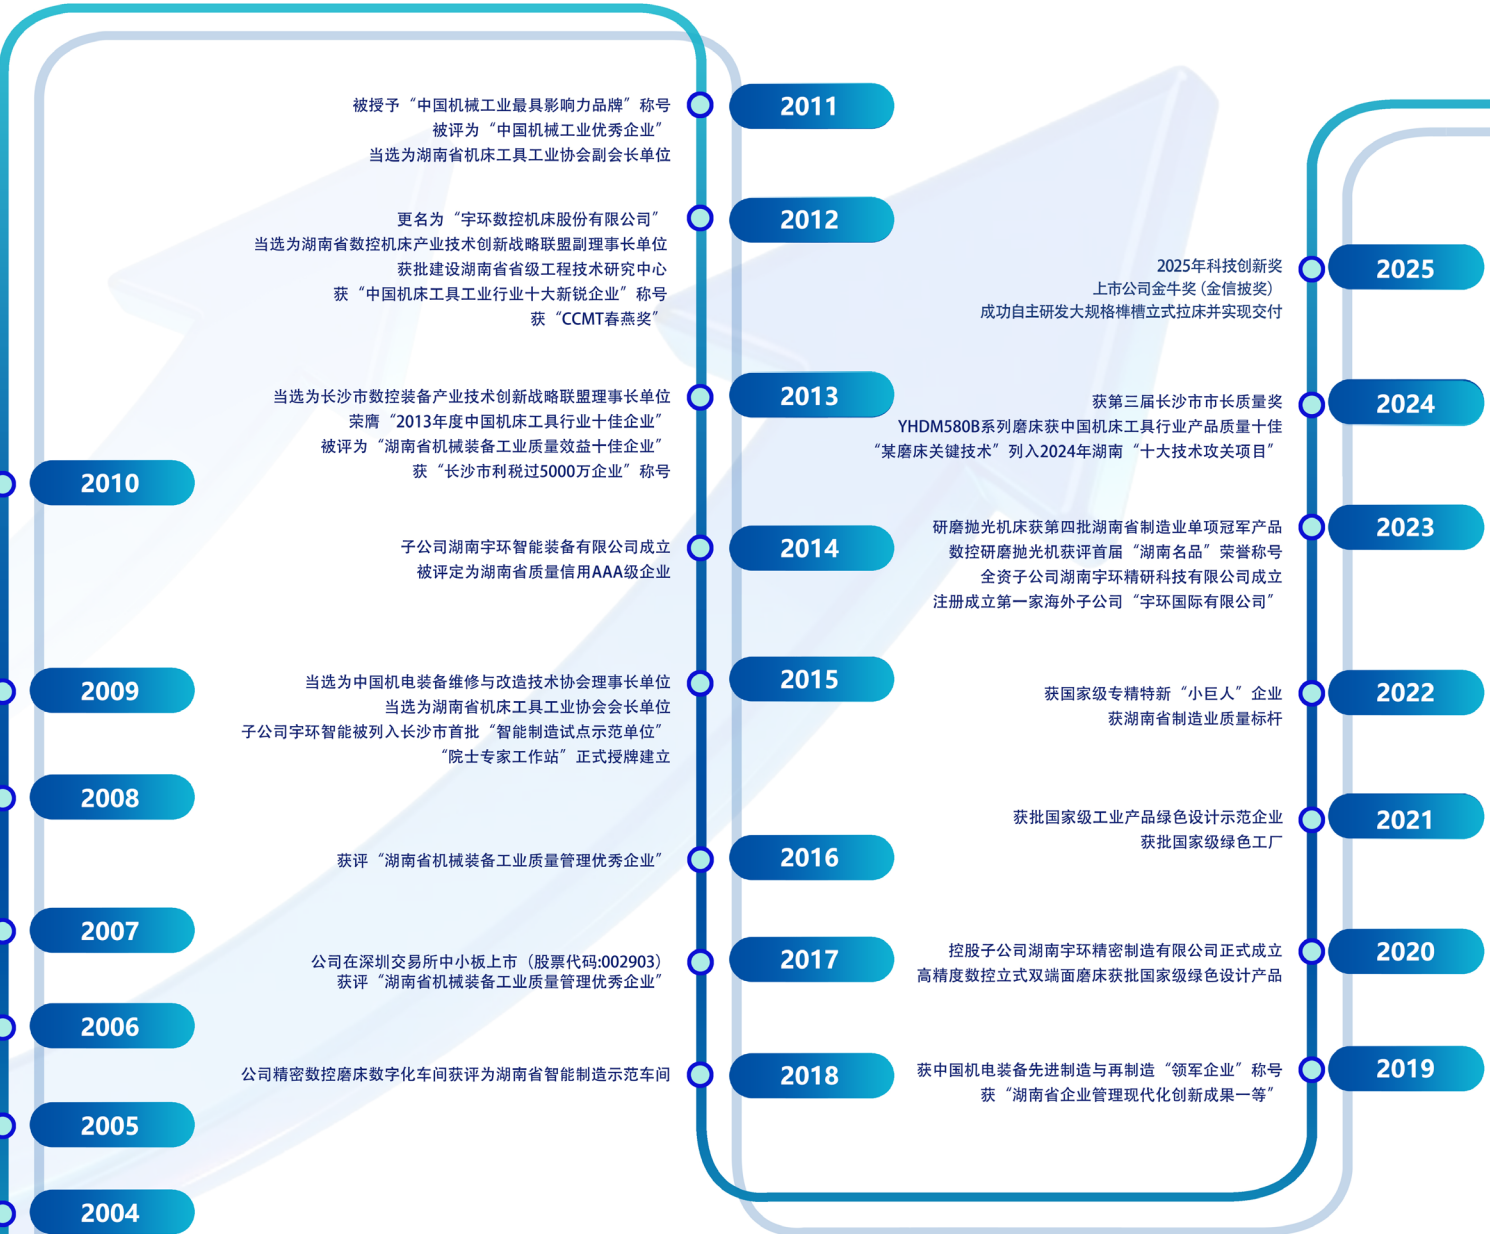 2011
被授予“中国机械工业最具影响力品牌”称号
被评为“中国机械工业优秀企业”
当选为湖南省机床工具工业协会副会长单位
2012
更名为“宇环数控机床股份有限公司”
当选为湖南省数控机床产业技术创新战略联盟副理事长单位
获批建设湖南省省级工程技术研究中心
获“中国机床工具工业行业十大新锐企业”称号
获“CCMT春燕奖”
2013
当选为长沙市数控装备产业技术创新战略联盟理事长单位
荣膺“2013年度中国机床工具行业十佳企业”
被评为“湖南省机械装备工业质量效益十佳企业”
获“长沙市利税过5000万企业”称号
2014
子公司湖南宇环智能装备有限公司成立
被评定为湖南省质量信用AAA级企业
2015
当选为中国机电装备维修与改造技术协会理事长单位
当选为湖南省机床工具工业协会会长单位
子公司宇环智能被列入长沙市首批“智能制造试点示范单位”
“院士专家工作站”正式授牌建立
2016
获评“湖南省机械装备工业质量管理优秀企业”
2017
公司在深圳交易所中小板上市（股票代码:002903）
获评“湖南省机械装备工业质量管理优秀企业”
2018
公司精密数控磨床数字化车间获评为湖南省智能制造示范车间
2010
2009
2008
2007
2006
2005
2004
2025
2025年科技创新奖
上市公司金牛奖（金信披奖）
成功自主研发大规格榫槽立式拉床并实现交付
2024
获第三届长沙市市长质量奖
YHDM580B系列磨床获中国机床工具行业产品质量十佳
“某磨床关键技术”列入2024年湖南“十大技术攻关项目”
2023
研磨抛光机床获第四批湖南省制造业单项冠军产品
数控研磨抛光机获评首届“湖南名品”荣誉称号
全资子公司湖南宇环精研科技有限公司成立
注册成立第一家海外子公司“宇环国际有限公司”
2022
获国家级专精特新“小巨人”企业
获湖南省制造业质量标杆
2021
获批国家级工业产品绿色设计示范企业
获批国家级绿色工厂
2020
控股子公司湖南宇环精密制造有限公司正式成立
高精度数控立式双端面磨床获批国家级绿色设计产品
2019
获中国机电装备先进制造与再制造“领军企业”称号
获“湖南省企业管理现代化创新成果一等”